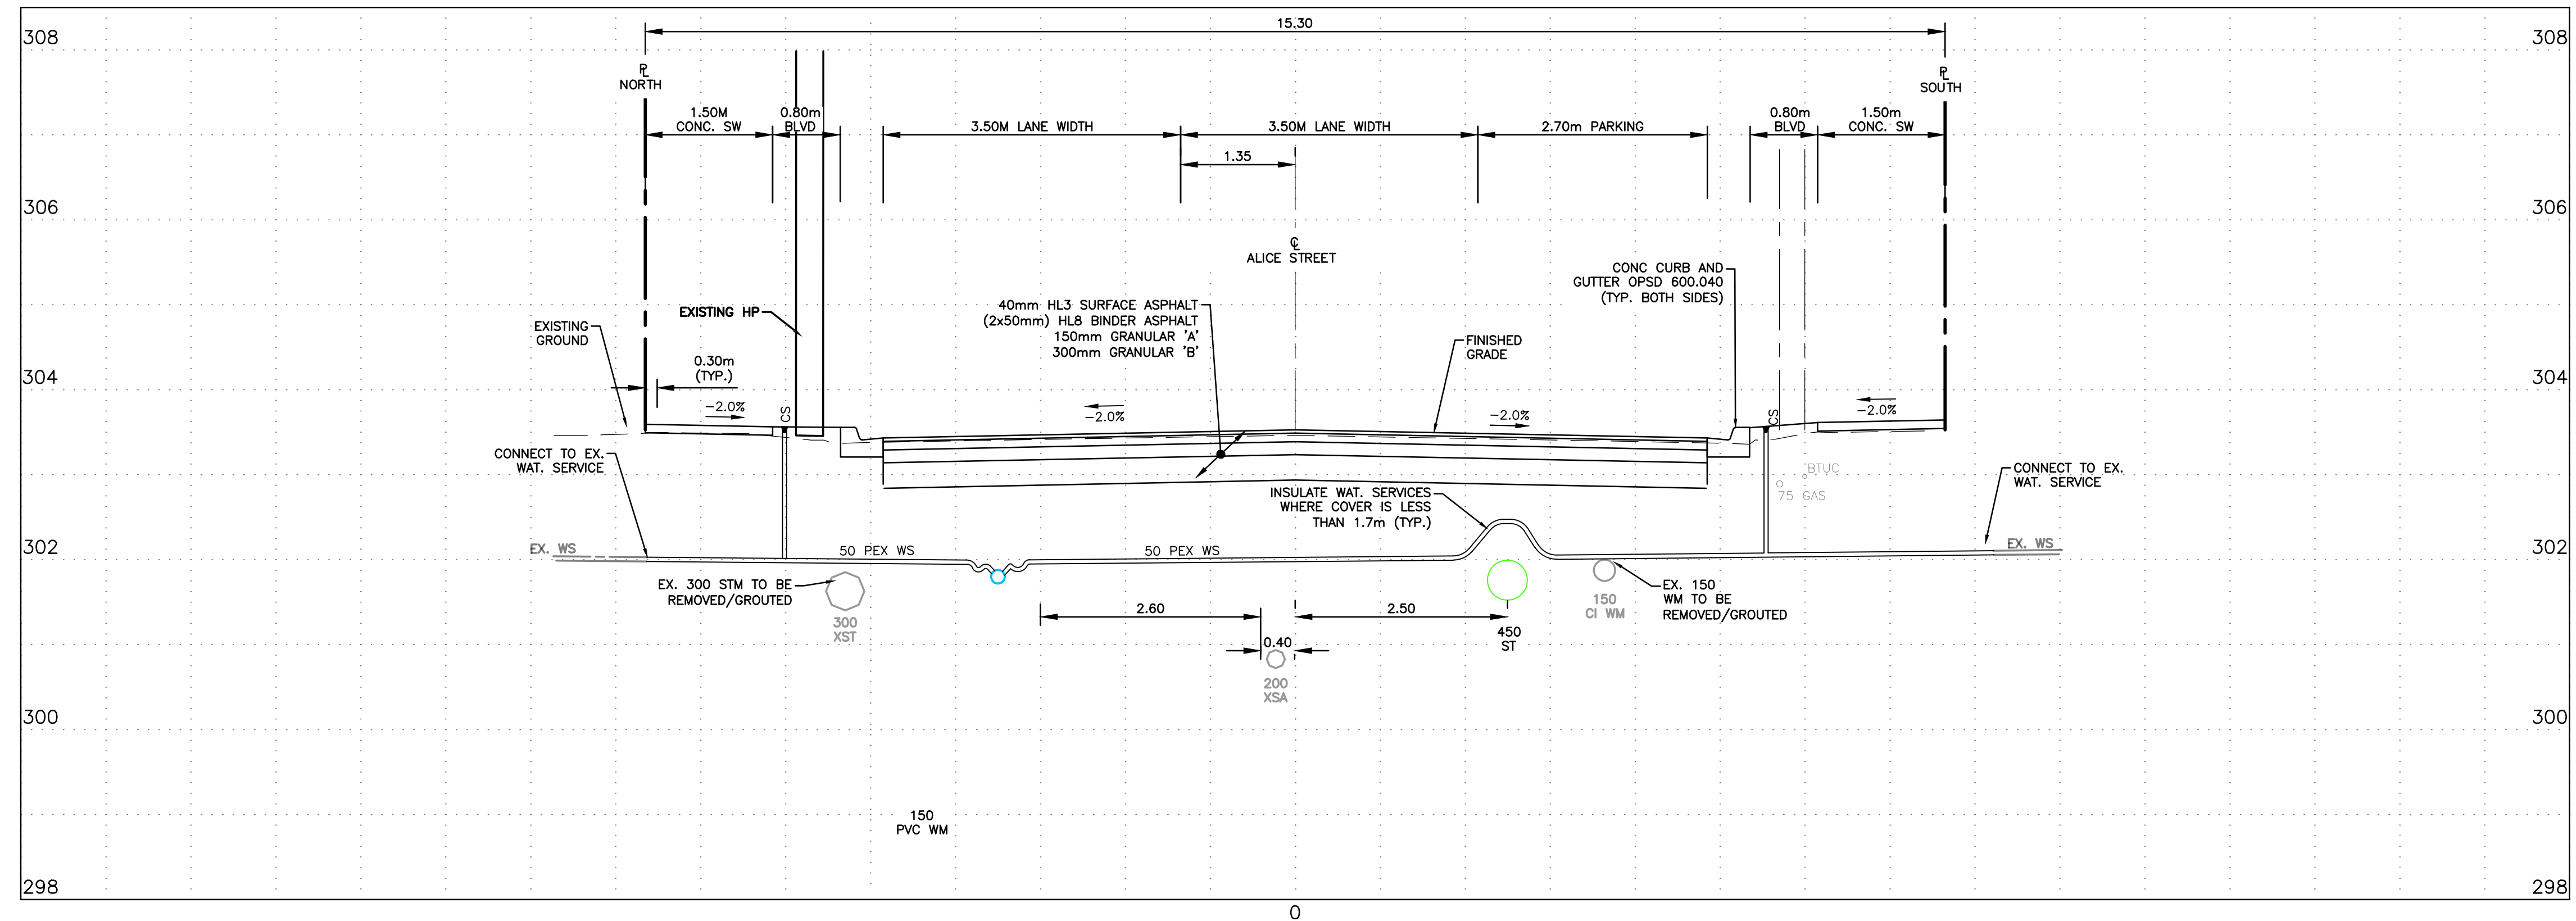 15.30
308
308
℄ NORTH
℄ SOUTH
1.50M
CONC. SW
0.80m
BLVD
3.50M LANE WIDTH
3.50M LANE WIDTH
2.70m PARKING
0.80m
BLVD
1.50m
CONC. SW
1.35
306
306
℄
ALICE STREET
CONC CURB AND
GUTTER OPSD 600.040
(TYP. BOTH SIDES)
EXISTING HP
40mm HL3 SURFACE ASPHALT
(2x50mm) HL8 BINDER ASPHALT
150mm GRANULAR 'A'
300mm GRANULAR 'B'
EXISTING
GROUND
FINISHED
GRADE
0.30m
(TYP.)
304
304
-2.0%
CS
-2.0%
-2.0%
CS
-2.0%
CONNECT TO EX.
WAT. SERVICE
BTUC
75 GAS
CONNECT TO EX.
WAT. SERVICE
INSULATE WAT. SERVICES
WHERE COVER IS LESS
THAN 1.7m (TYP.)
302
302
EX. WS
50 PEX WS
50 PEX WS
EX. WS
EX. 300 STM TO BE
REMOVED/GROUTED
300
XST
2.60
2.50
150
CI WM
EX. 150
WM TO BE
REMOVED/GROUTED
0.40
450
ST
200
XSA
300
300
150
PVC WM
298
298
0